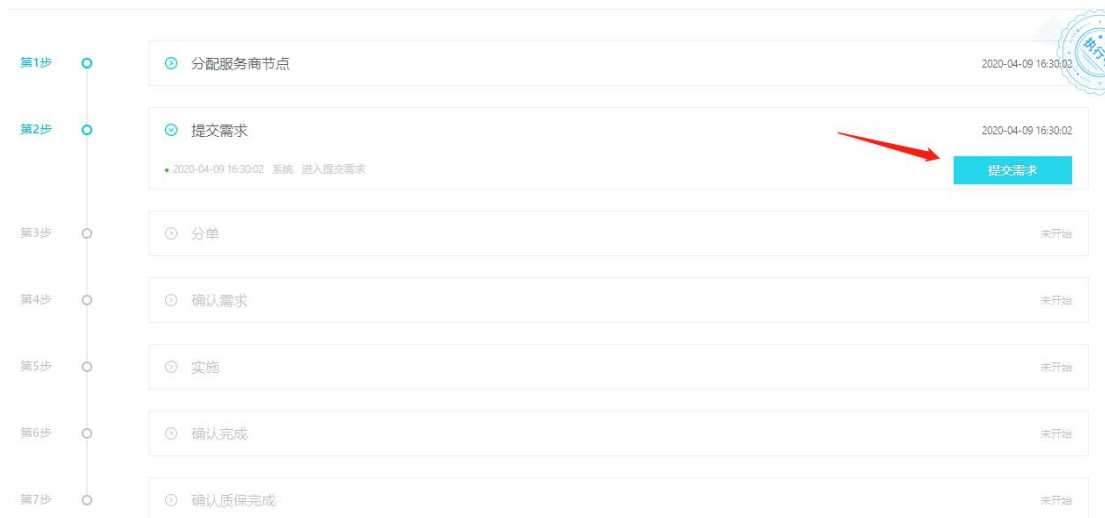 第1步 分配服务商节点 2020-04-09 16:30:02
第2步 提交需求 2020-04-09 16:30:02
2020-04-09 16:30:02 系统 进入提交需求 提交需求
第3步 分单 未开始
第4步 确认需求 未开始
第5步 实施 未开始
第6步 确认完成 未开始
第7步 确认质保完成 未开始